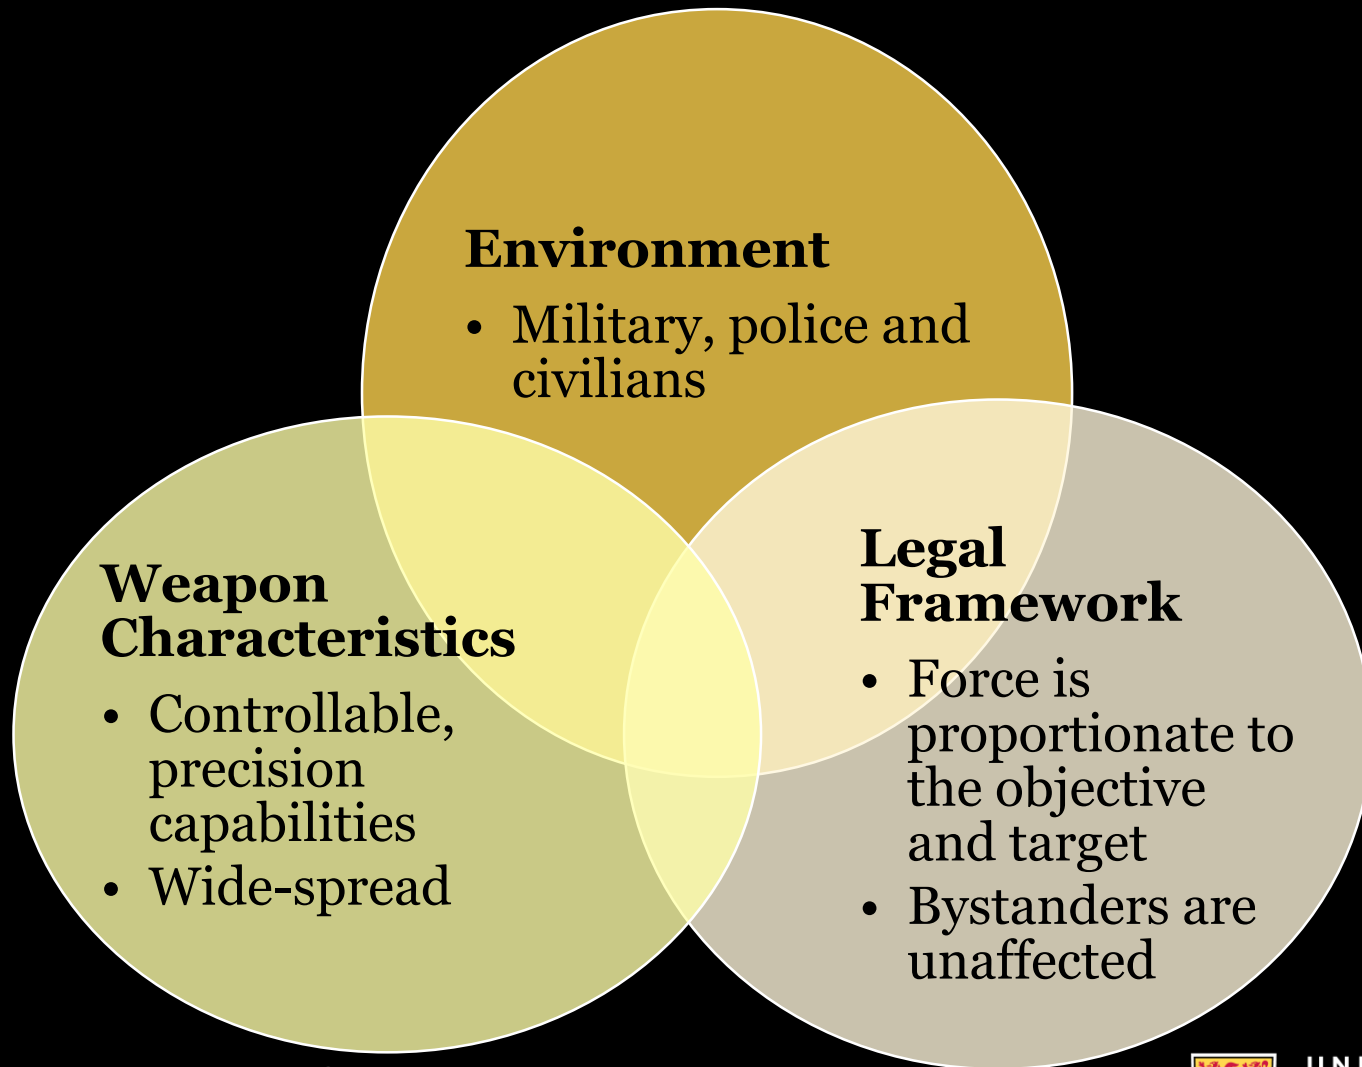 Environment
• Military, police and
civilians
Weapon
Characteristics
• Controllable,
precision
capabilities
• Wide-spread
Legal
Framework
• Force is
proportionate to
the objective
and target
• Bystanders are
unaffected